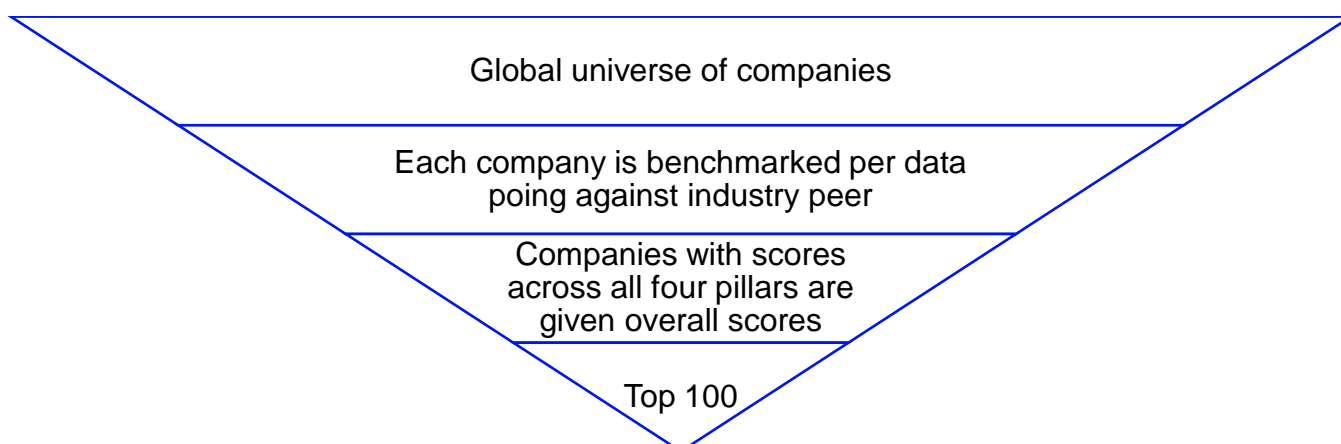 Global universe of companies
Each company is benchmarked per data
poing against industry peer
Companies with scores
across all four pillars are
given overall scores
Top 100